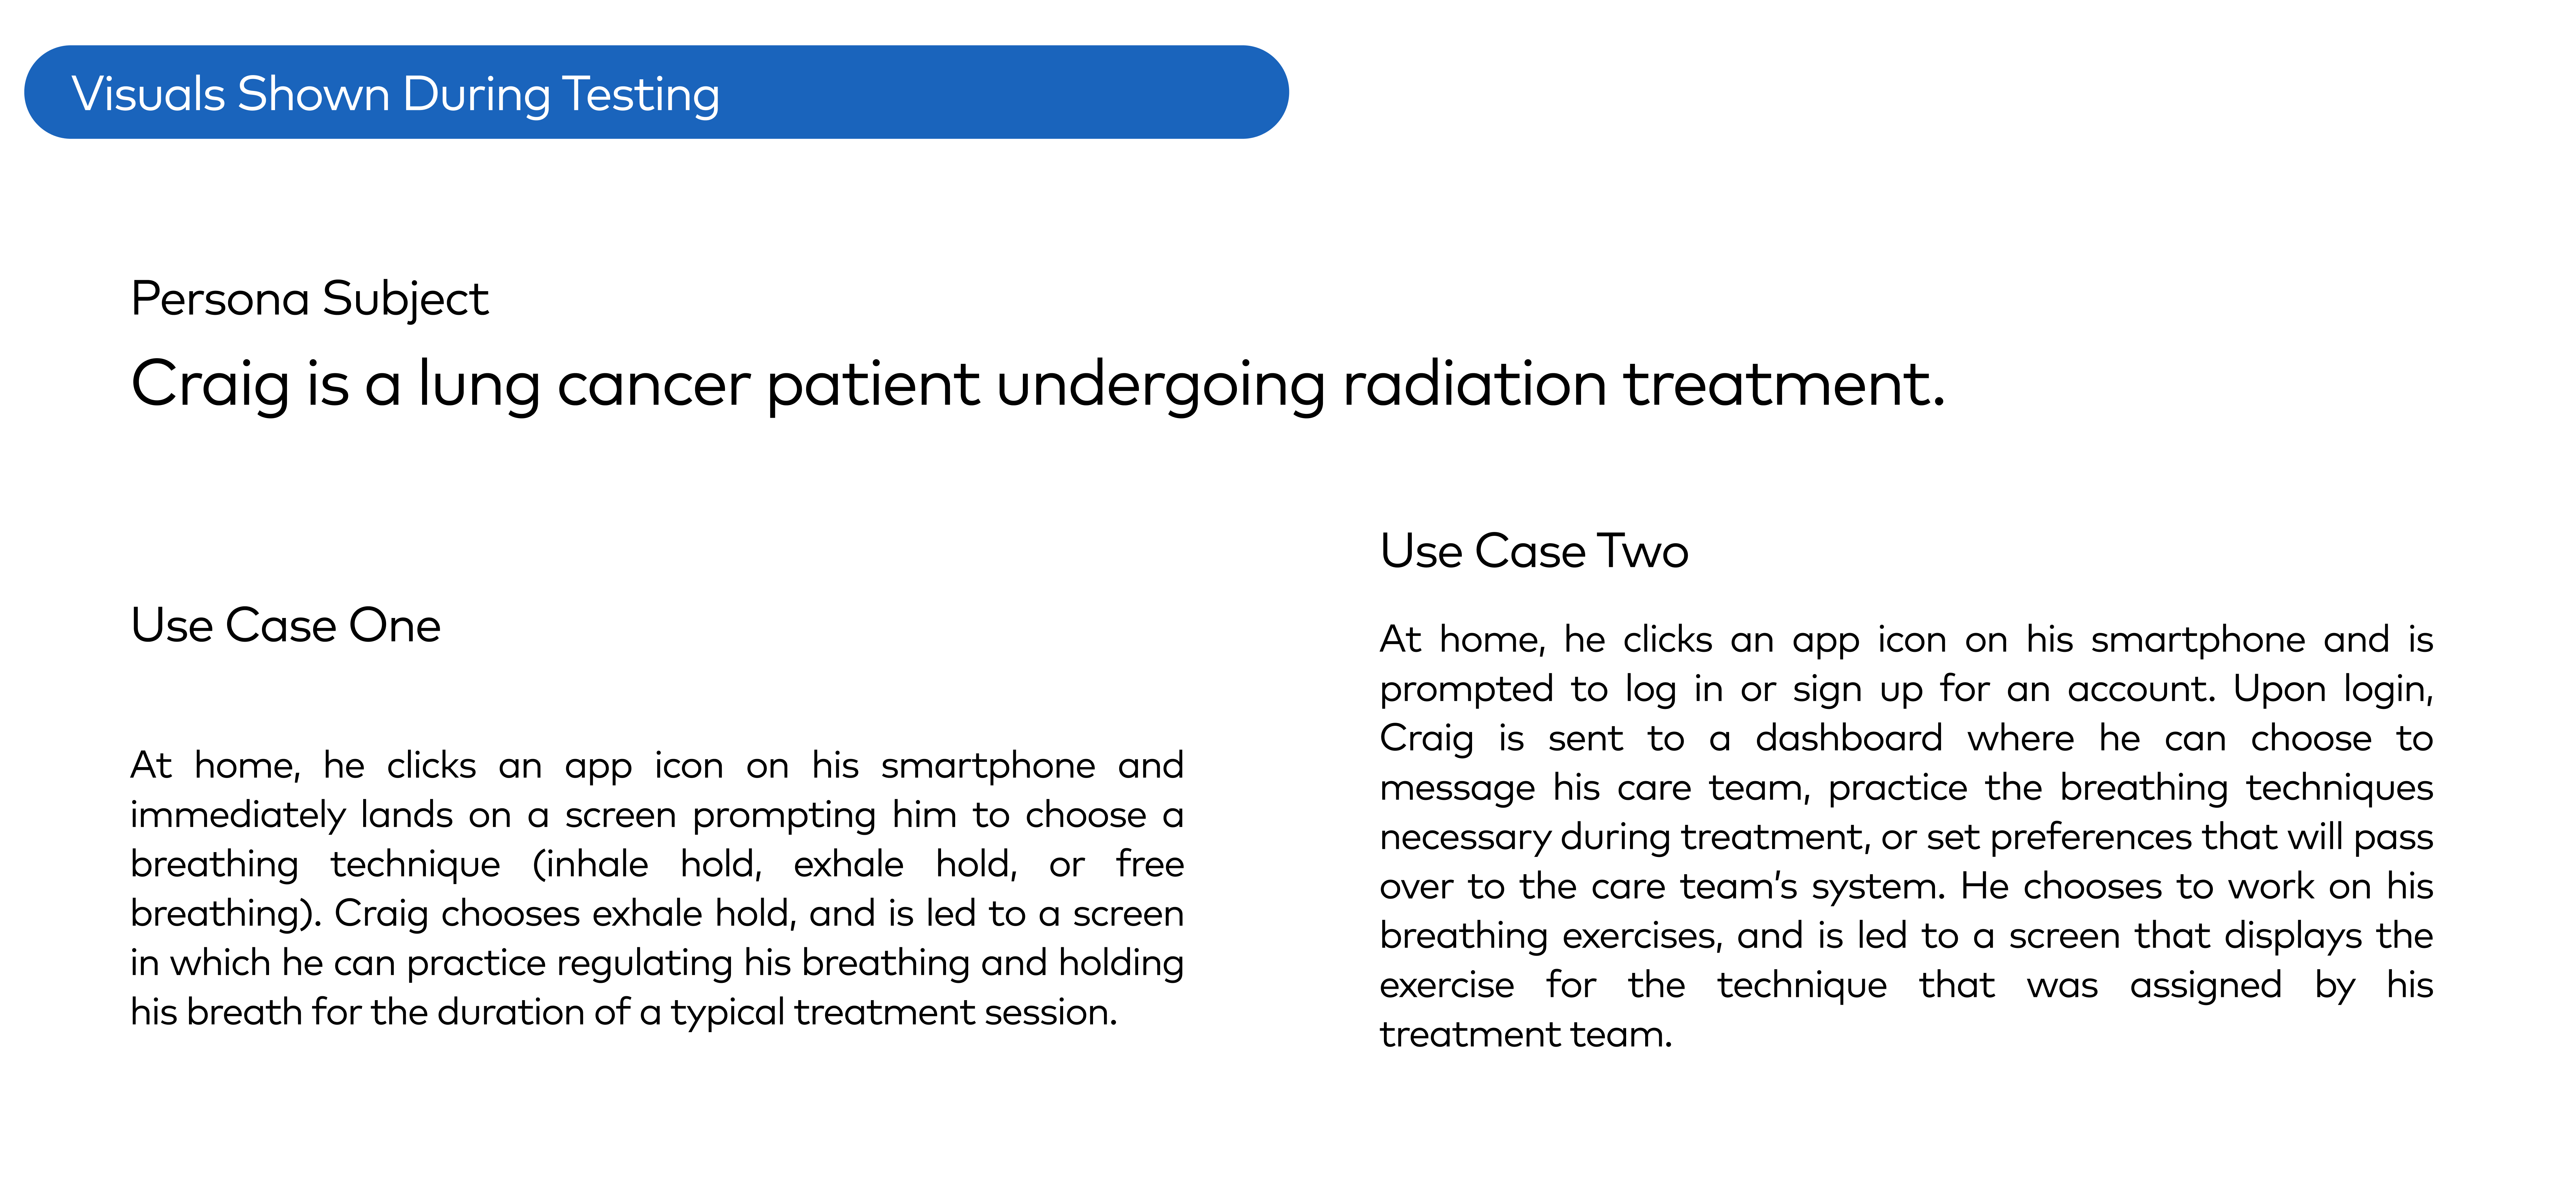 Visuals Shown During Testing
Persona Subject
Craig is a lung cancer patient undergoing radiation treatment.
Use Case One
At home, he clicks an app icon on his smartphone and
immediately lands on a screen prompting him to choose a
breathing technique (inhale hold, exhale hold, or free
breathing). Craig chooses exhale hold, and is led to a screen
in which he can practice regulating his breathing and holding
his breath for the duration of a typical treatment session.
Use Case Two
At home, he clicks an app icon on his smartphone and is
prompted to log in or sign up for an account. Upon login,
Craig is sent to a dashboard where he can choose to
message his care team, practice the breathing techniques
necessary during treatment, or set preferences that will pass
over to the care team's system. He chooses to work on his
breathing exercises, and is led to a screen that displays the
exercise for the technique that was assigned by his
treatment team.